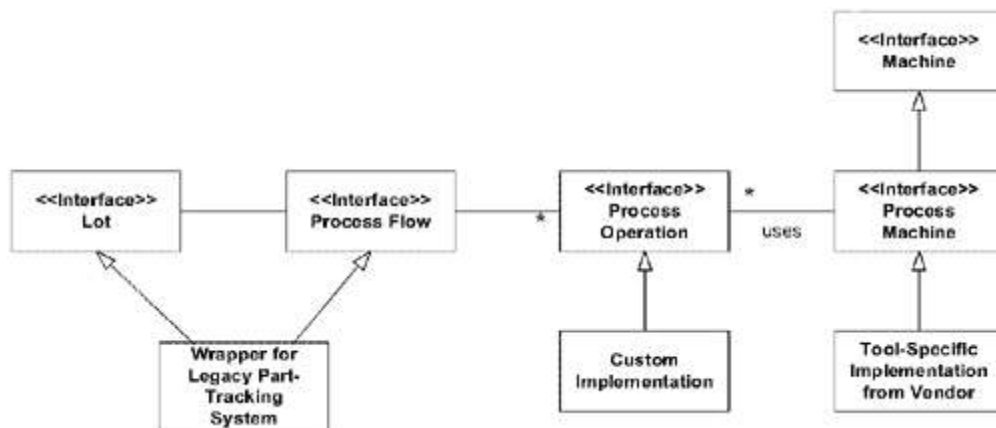 <<Interface>>
Machine
<<Interface>>
Lot
<<Interface>>
Process Flow
*
<<Interface>>
Process
Operation
*
uses
<<Interface>>
Process
Machine
Wrapper for
Legacy Part-
Tracking
System
Custom
Implementation
Tool-Specific
Implementation
from Vendor